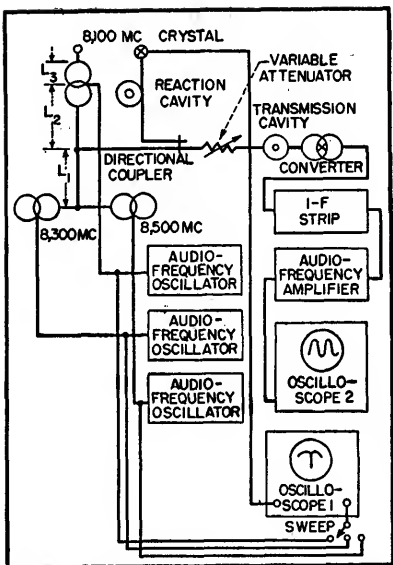 8,100 MC CRYSTAL
L3
L2
L1
REACTION
CAVITY
VARIABLE
ATTENUATOR
TRANSMISSION
CAVITY
DIRECTIONAL
COUPLER
CONVERTER
8,300 MC
8,500 MC
I-F
STRIP
AUDIO-
FREQUENCY
AMPLIFIER
AUDIO-
FREQUENCY
OSCILLATOR
AUDIO-
FREQUENCY
OSCILLATOR
AUDIO-
FREQUENCY
OSCILLATOR
OSCILLO-
SCOPE 2
OSCILLO-
SCOPE 1
SWEEP